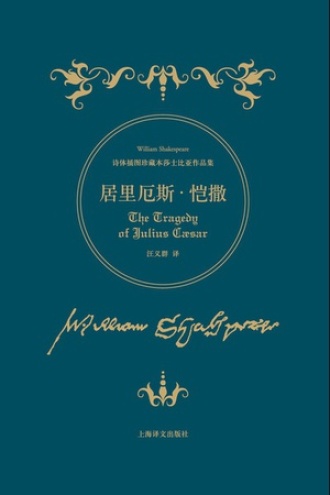 William Shakespeare
诗体插图珍藏本莎士比亚作品集
居里厄斯·恺撒
The Tragedy
of Julius Cæsar
汪义群 译
William Shakspeare
上海译文出版社